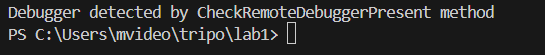 Debugger detected by CheckRemoteDebuggerPresent method
PS C:\Users\mvideo\tripo\lab1>